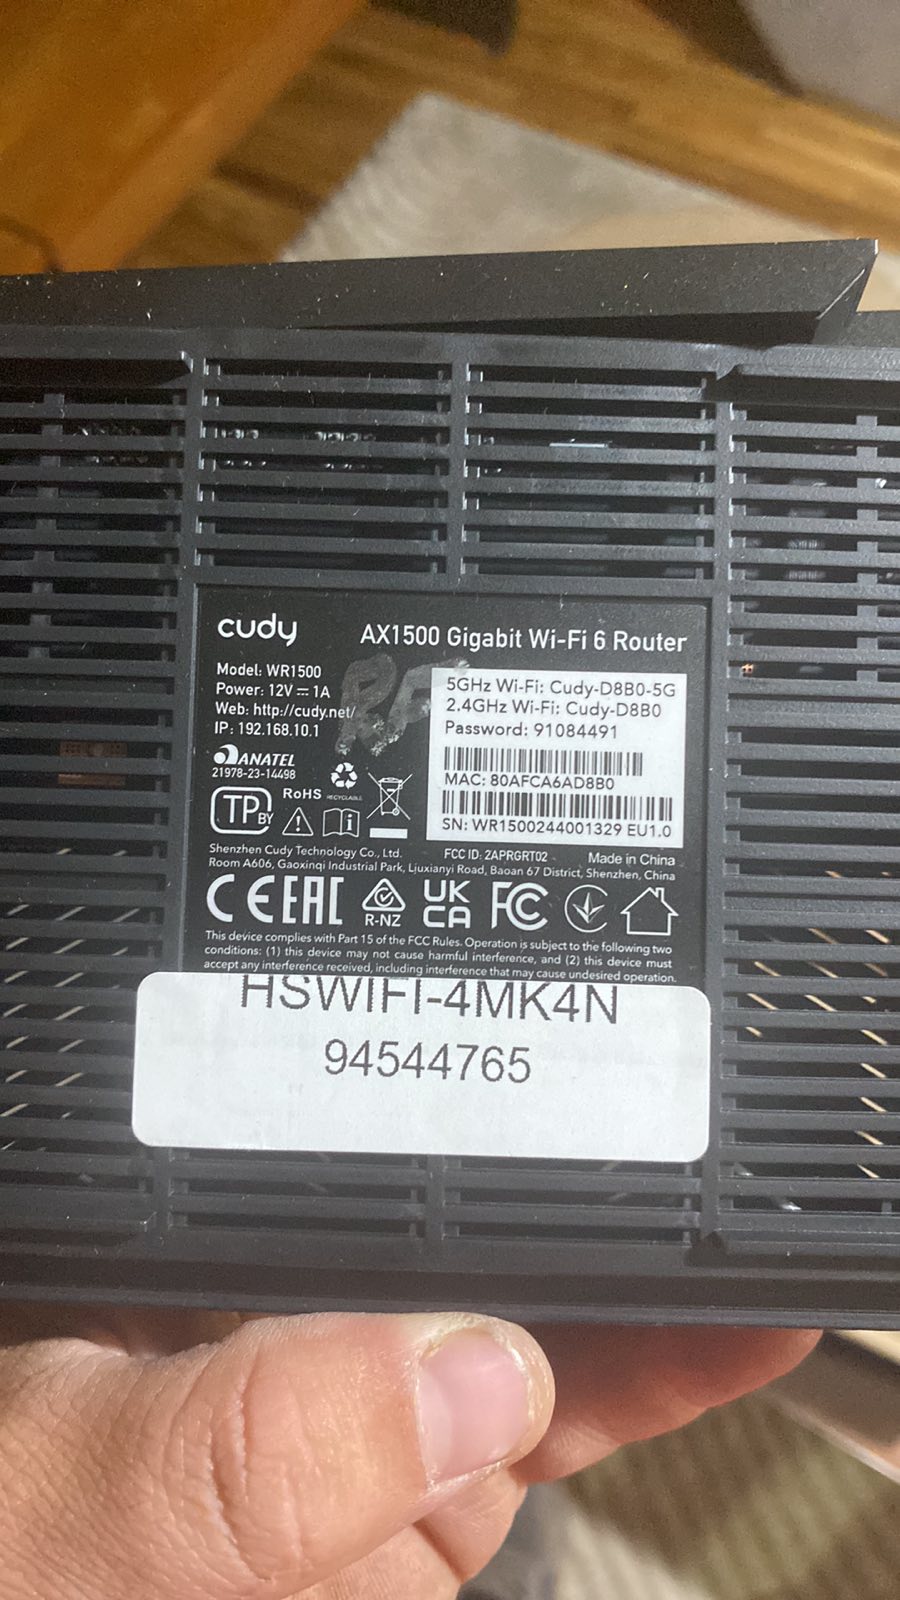 cudy
AX1500 Gigabit Wi-Fi 6 Router
Model: WR1500
Power: 12V⎓1A
Web: http://cudy.net/
IP: 192.168.10.1
5GHz Wi-Fi: Cudy-D8B0-5G
2.4GHz Wi-Fi: Cudy-D8B0
Password: 91084491
MAC: 80AFCA6AD8B0
SN: WR1500244001329 EU1.0
ANATEL
21978-23-14498
TP BY
RoHS
RECYCLABLE
Shenzhen Cudy Technology Co., Ltd.
FCC ID: 2APRGRT02
Made in China
Room A606, Gaoxinqi Industrial Park, Liuxianyi Road, Baoan 67 District, Shenzhen, China
CE EAC R-NZ UK CA FC
This device complies with Part 15 of the FCC Rules. Operation is subject to the following two
conditions: (1) this device may not cause harmful interference, and (2) this device must
accept any interference received, including interference that may cause undesired operation.
HSWIFI-4MK4N
94544765